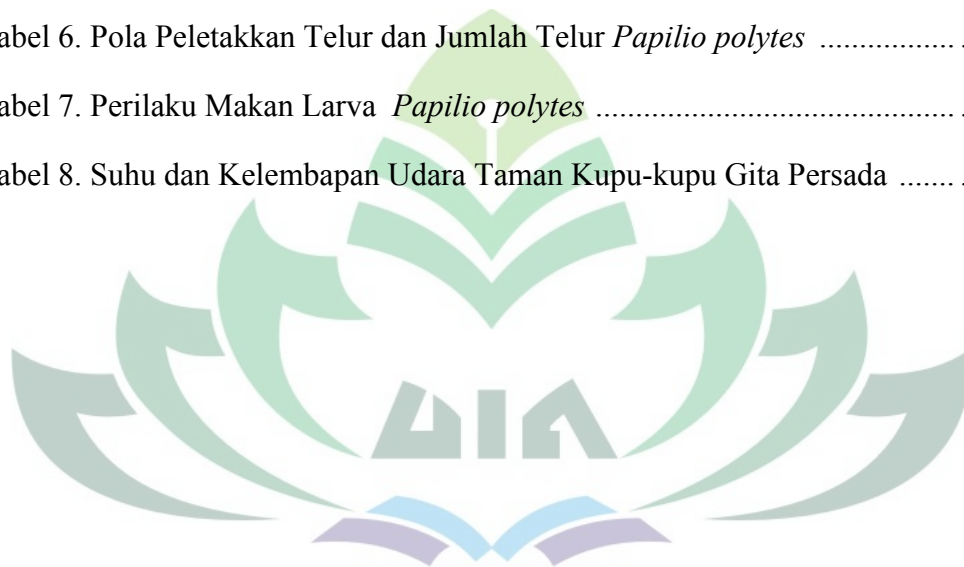 abel 6. Pola Peletakkan Telur dan Jumlah Telur Papilio polytes .................. .
abel 7. Perilaku Makan Larva Papilio polytes ............................................. .
abel 8. Suhu dan Kelembapan Udara Taman Kupu-kupu Gita Persada ....... .
UIN